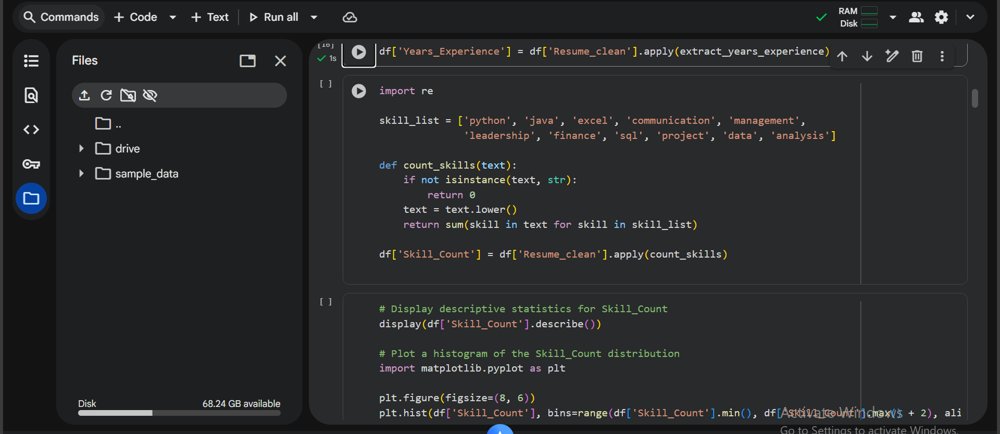 Commands
+ Code
+ Text
Run all
RAM
Disk
Files
..
drive
sample_data
Disk
68.24 GB available
[16]
1s
df['Years_Experience'] = df['Resume_clean'].apply(extract_years_experience)
[ ]
import re
skill_list = ['python', 'java', 'excel', 'communication', 'management',
'leadership', 'finance', 'sql', 'project', 'data', 'analysis']
def count_skills(text):
if not isinstance(text, str):
return 0
text = text.lower()
return sum(skill in text for skill in skill_list)
df['Skill_Count'] = df['Resume_clean'].apply(count_skills)
[ ]
# Display descriptive statistics for Skill_Count
display(df['Skill_Count'].describe())
# Plot a histogram of the Skill_Count distribution
import matplotlib.pyplot as plt
plt.figure(figsize=(8, 6))
plt.hist(df['Skill_Count'], bins=range(df['Skill_Count'].min(), df['Skill_Count'].max() + 2), ali
Activate Windows
Go to Settings to activate Windows.